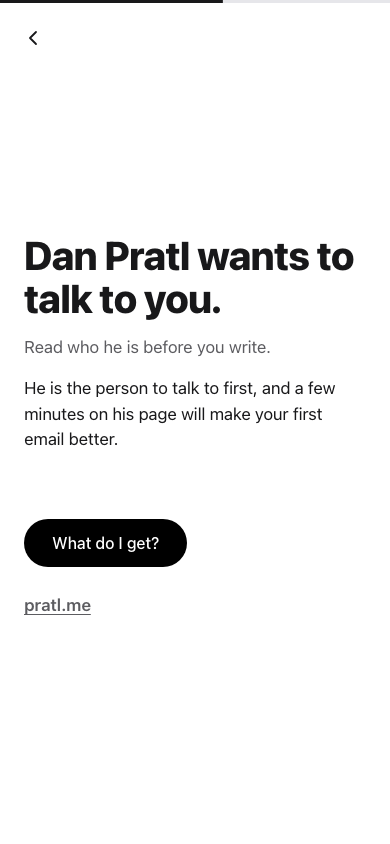 Dan Pratl wants to
talk to you.
Read who he is before you write.
He is the person to talk to first, and a few
minutes on his page will make your first
email better.
What do I get?
pratl.me